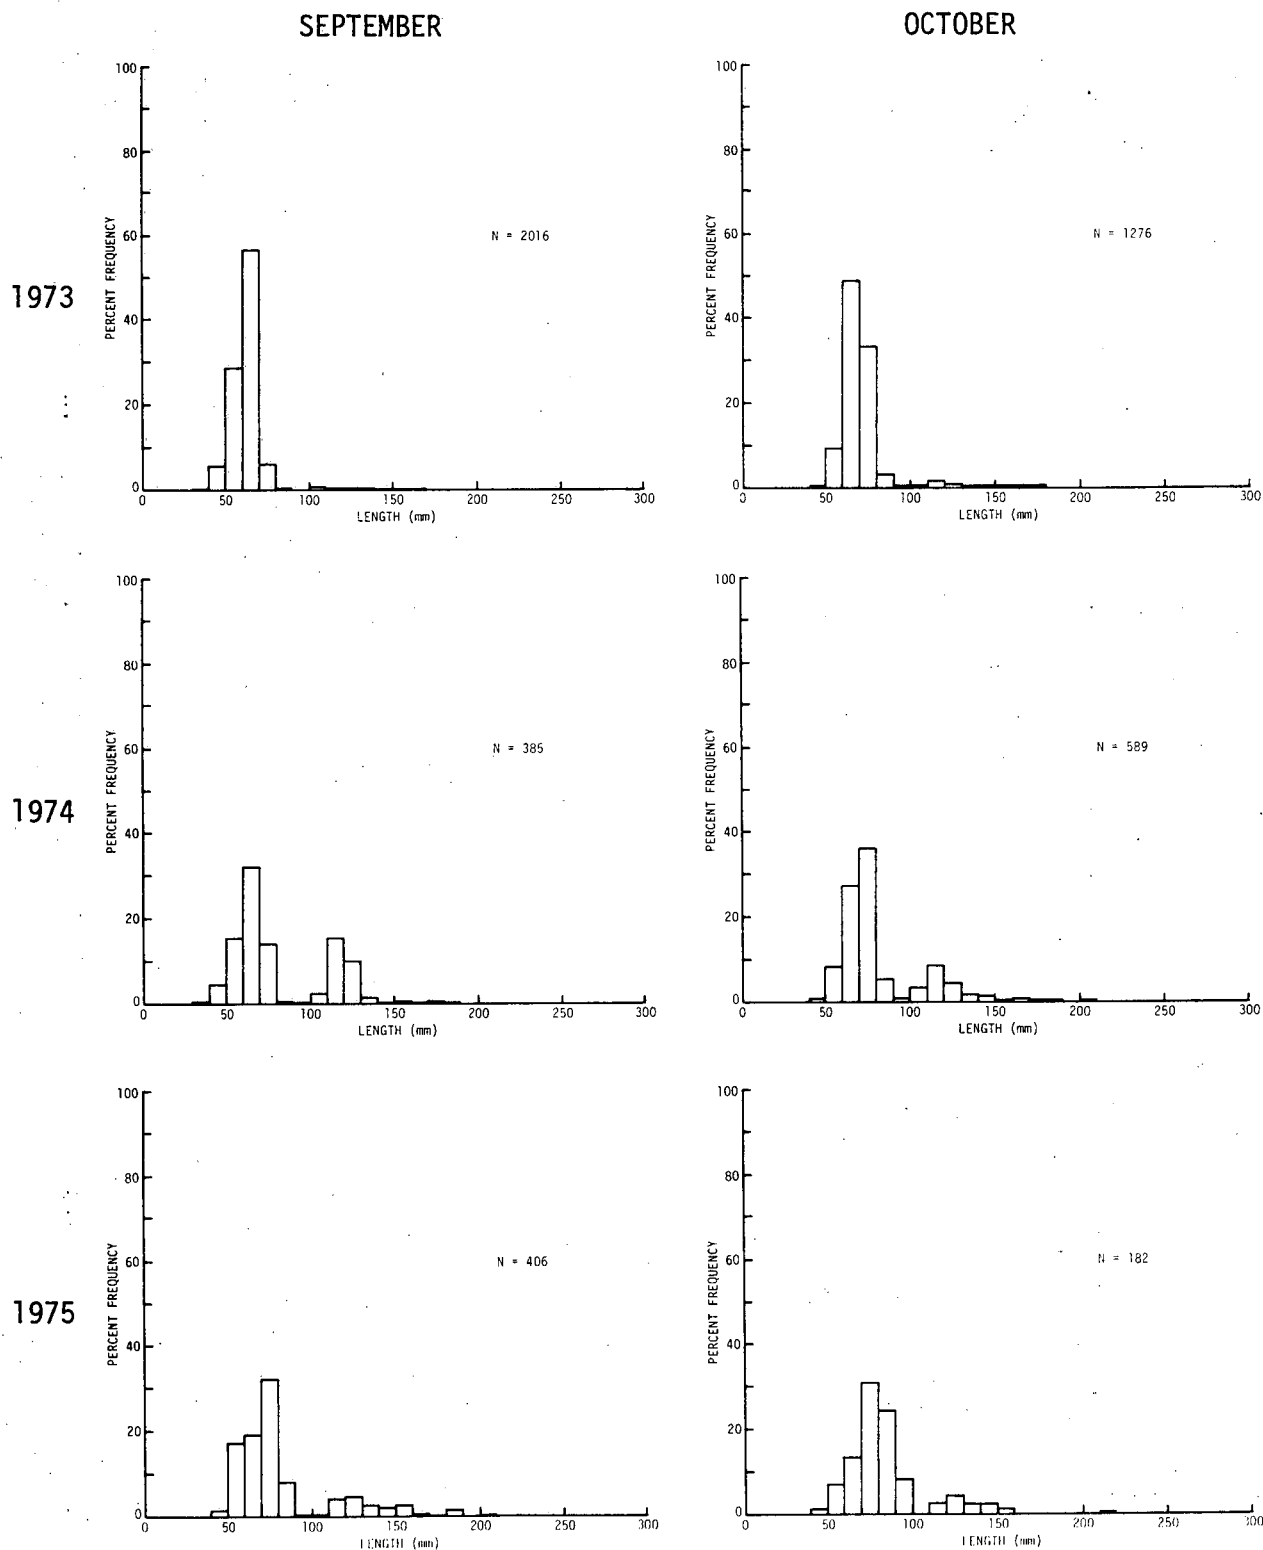 SEPTEMBER
OCTOBER
1973
PERCENT FREQUENCY
100
80
60
40
20
0
N = 2016
0 50 100 150 200 250 300
LENGTH (mm)
PERCENT FREQUENCY
100
80
60
40
20
0
N = 1276
0 50 100 150 200 250 300
LENGTH (mm)
1974
PERCENT FREQUENCY
100
80
60
40
20
0
N = 385
0 50 100 150 200 250 300
LENGTH (mm)
PERCENT FREQUENCY
100
80
60
40
20
0
N = 589
0 50 100 150 200 250 300
LENGTH (mm)
1975
PERCENT FREQUENCY
100
80
60
40
20
0
N = 406
0 50 100 150 200 250 300
LENGTH (mm)
PERCENT FREQUENCY
100
80
60
40
20
0
N = 182
0 50 100 150 200 250 300
LENGTH (mm)